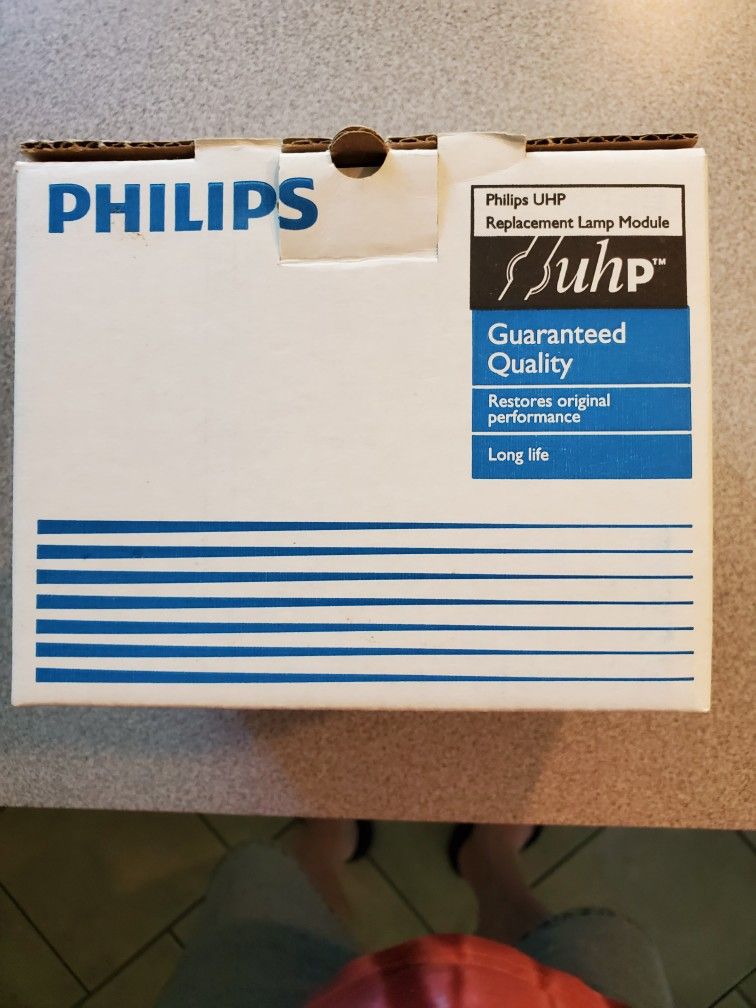 PHILIPS
Philips UHP
Replacement Lamp Module
uhp™
Guaranteed
Quality
Restores original
performance
Long life